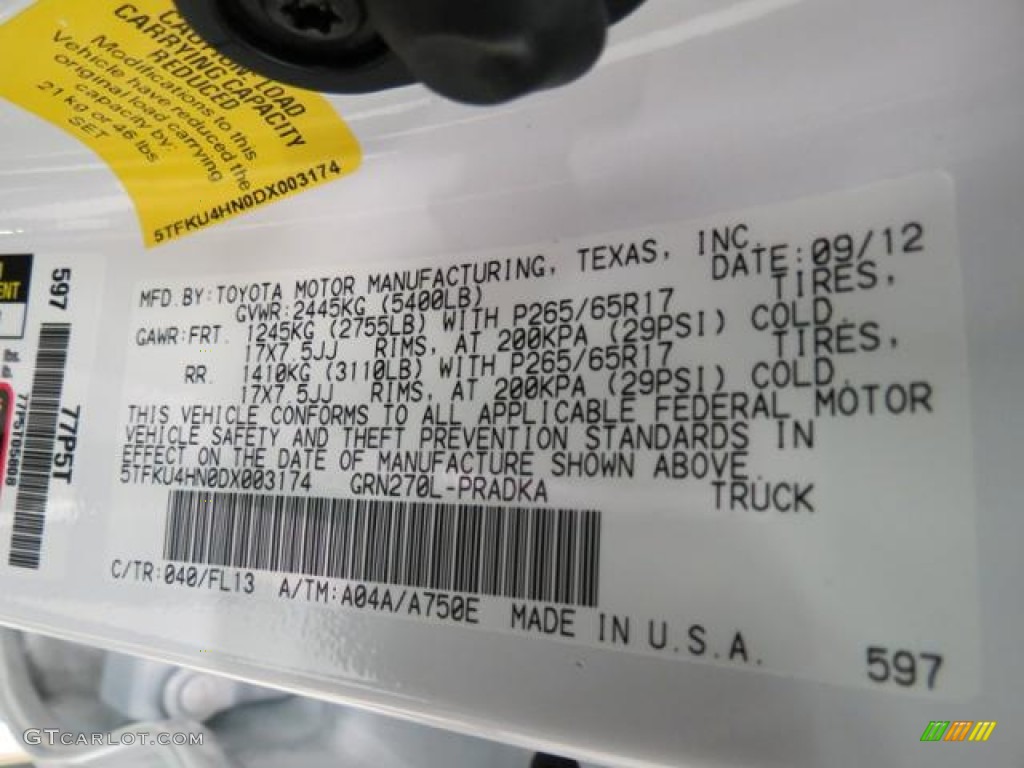 CAUTION, LOAD
CARRYING CAPACITY
REDUCED
Modifications to this
Vehicle have reduced the
original load carrying
capacity by:
21 kg or 46 lbs
SET
5TFKU4HN0DX003174
MFD.BY:TOYOTA MOTOR MANUFACTURING, TEXAS, INC.
DATE:09/12
GVWR:2445KG (5400LB)
GAWR:FRT. 1245KG (2755LB) WITH P265/65R17 TIRES,
17X7.5JJ RIMS, AT 200KPA (29PSI) COLD.
RR. 1410KG (3110LB) WITH P265/65R17 TIRES,
17X7.5JJ RIMS, AT 200KPA (29PSI) COLD.
THIS VEHICLE CONFORMS TO ALL APPLICABLE FEDERAL MOTOR
VEHICLE SAFETY AND THEFT PREVENTION STANDARDS IN
EFFECT ON THE DATE OF MANUFACTURE SHOWN ABOVE.
5TFKU4HN0DX003174 GRN270L-PRADKA TRUCK
C/TR:040/FL13 A/TM:A04A/A750E MADE IN U.S.A.
597
597
77P5T
GTCarLot.com